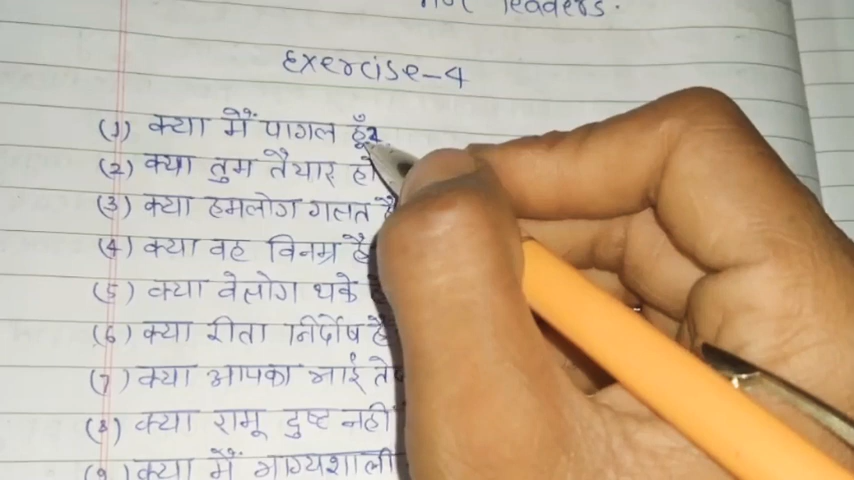 leaders.
Exercise-4
(1) क्या मैं पागल हूँ?
(2) क्या तुम तैयार हो
(3) क्या हमलोग गलत
(4) क्या वह विनम्र है
(5) क्या वेलोग थके
(6) क्या रीता निर्दोष है
(7) क्या आपका भाई
(8) क्या रामू दुष्ट नही
(9) क्या मैं भाग्यशाली